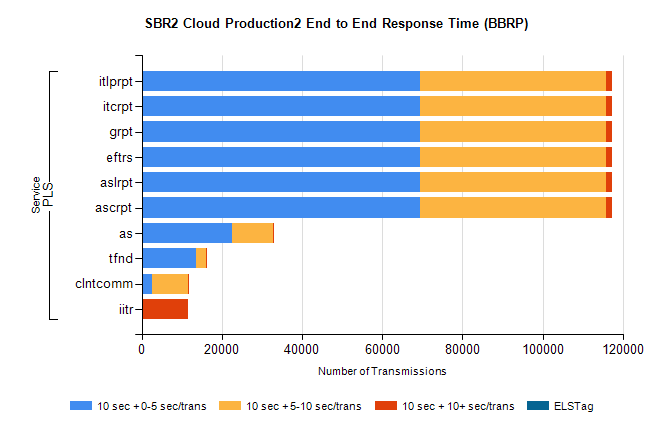 SBR2 Cloud Production2 End to End Response Time (BBRP)
Service
PLS
itlprpt
itcrpt
grpt
eftrs
aslrpt
ascrpt
as
tfnd
clntcomm
iitr
0 20000 40000 60000 80000 100000 120000
Number of Transmissions
10 sec +0-5 sec/trans 10 sec +5-10 sec/trans 10 sec + 10+ sec/trans ELSTag